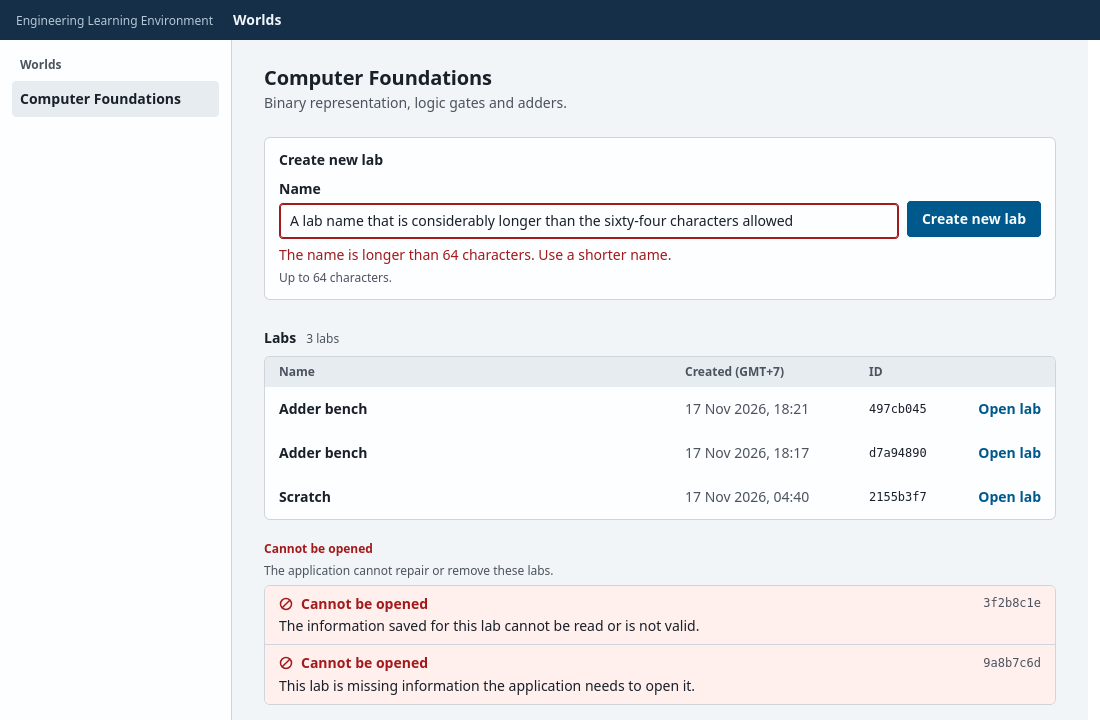 Engineering Learning Environment Worlds
Worlds
Computer Foundations
Computer Foundations
Binary representation, logic gates and adders.
Create new lab
Name
A lab name that is considerably longer than the sixty-four characters allowed
Create new lab
The name is longer than 64 characters. Use a shorter name.
Up to 64 characters.
Labs 3 labs
Name Created (GMT+7) ID
Adder bench 17 Nov 2026, 18:21 497cb045 Open lab
Adder bench 17 Nov 2026, 18:17 d7a94890 Open lab
Scratch 17 Nov 2026, 04:40 2155b3f7 Open lab
Cannot be opened
The application cannot repair or remove these labs.
Cannot be opened 3f2b8c1e
The information saved for this lab cannot be read or is not valid.
Cannot be opened 9a8b7c6d
This lab is missing information the application needs to open it.